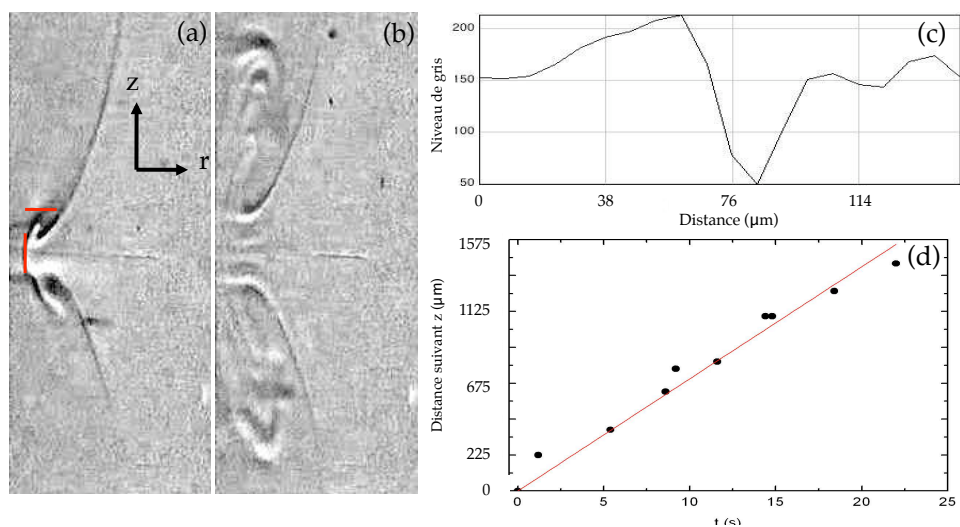 (a)
z
r
(b)
(c)
Niveau de gris
200
150
100
50
0 38 76 114
Distance (µm)
(d)
Distance suivant z (µm)
1575
1125
675
225
0
0 5 10 15 20 25
t (s)